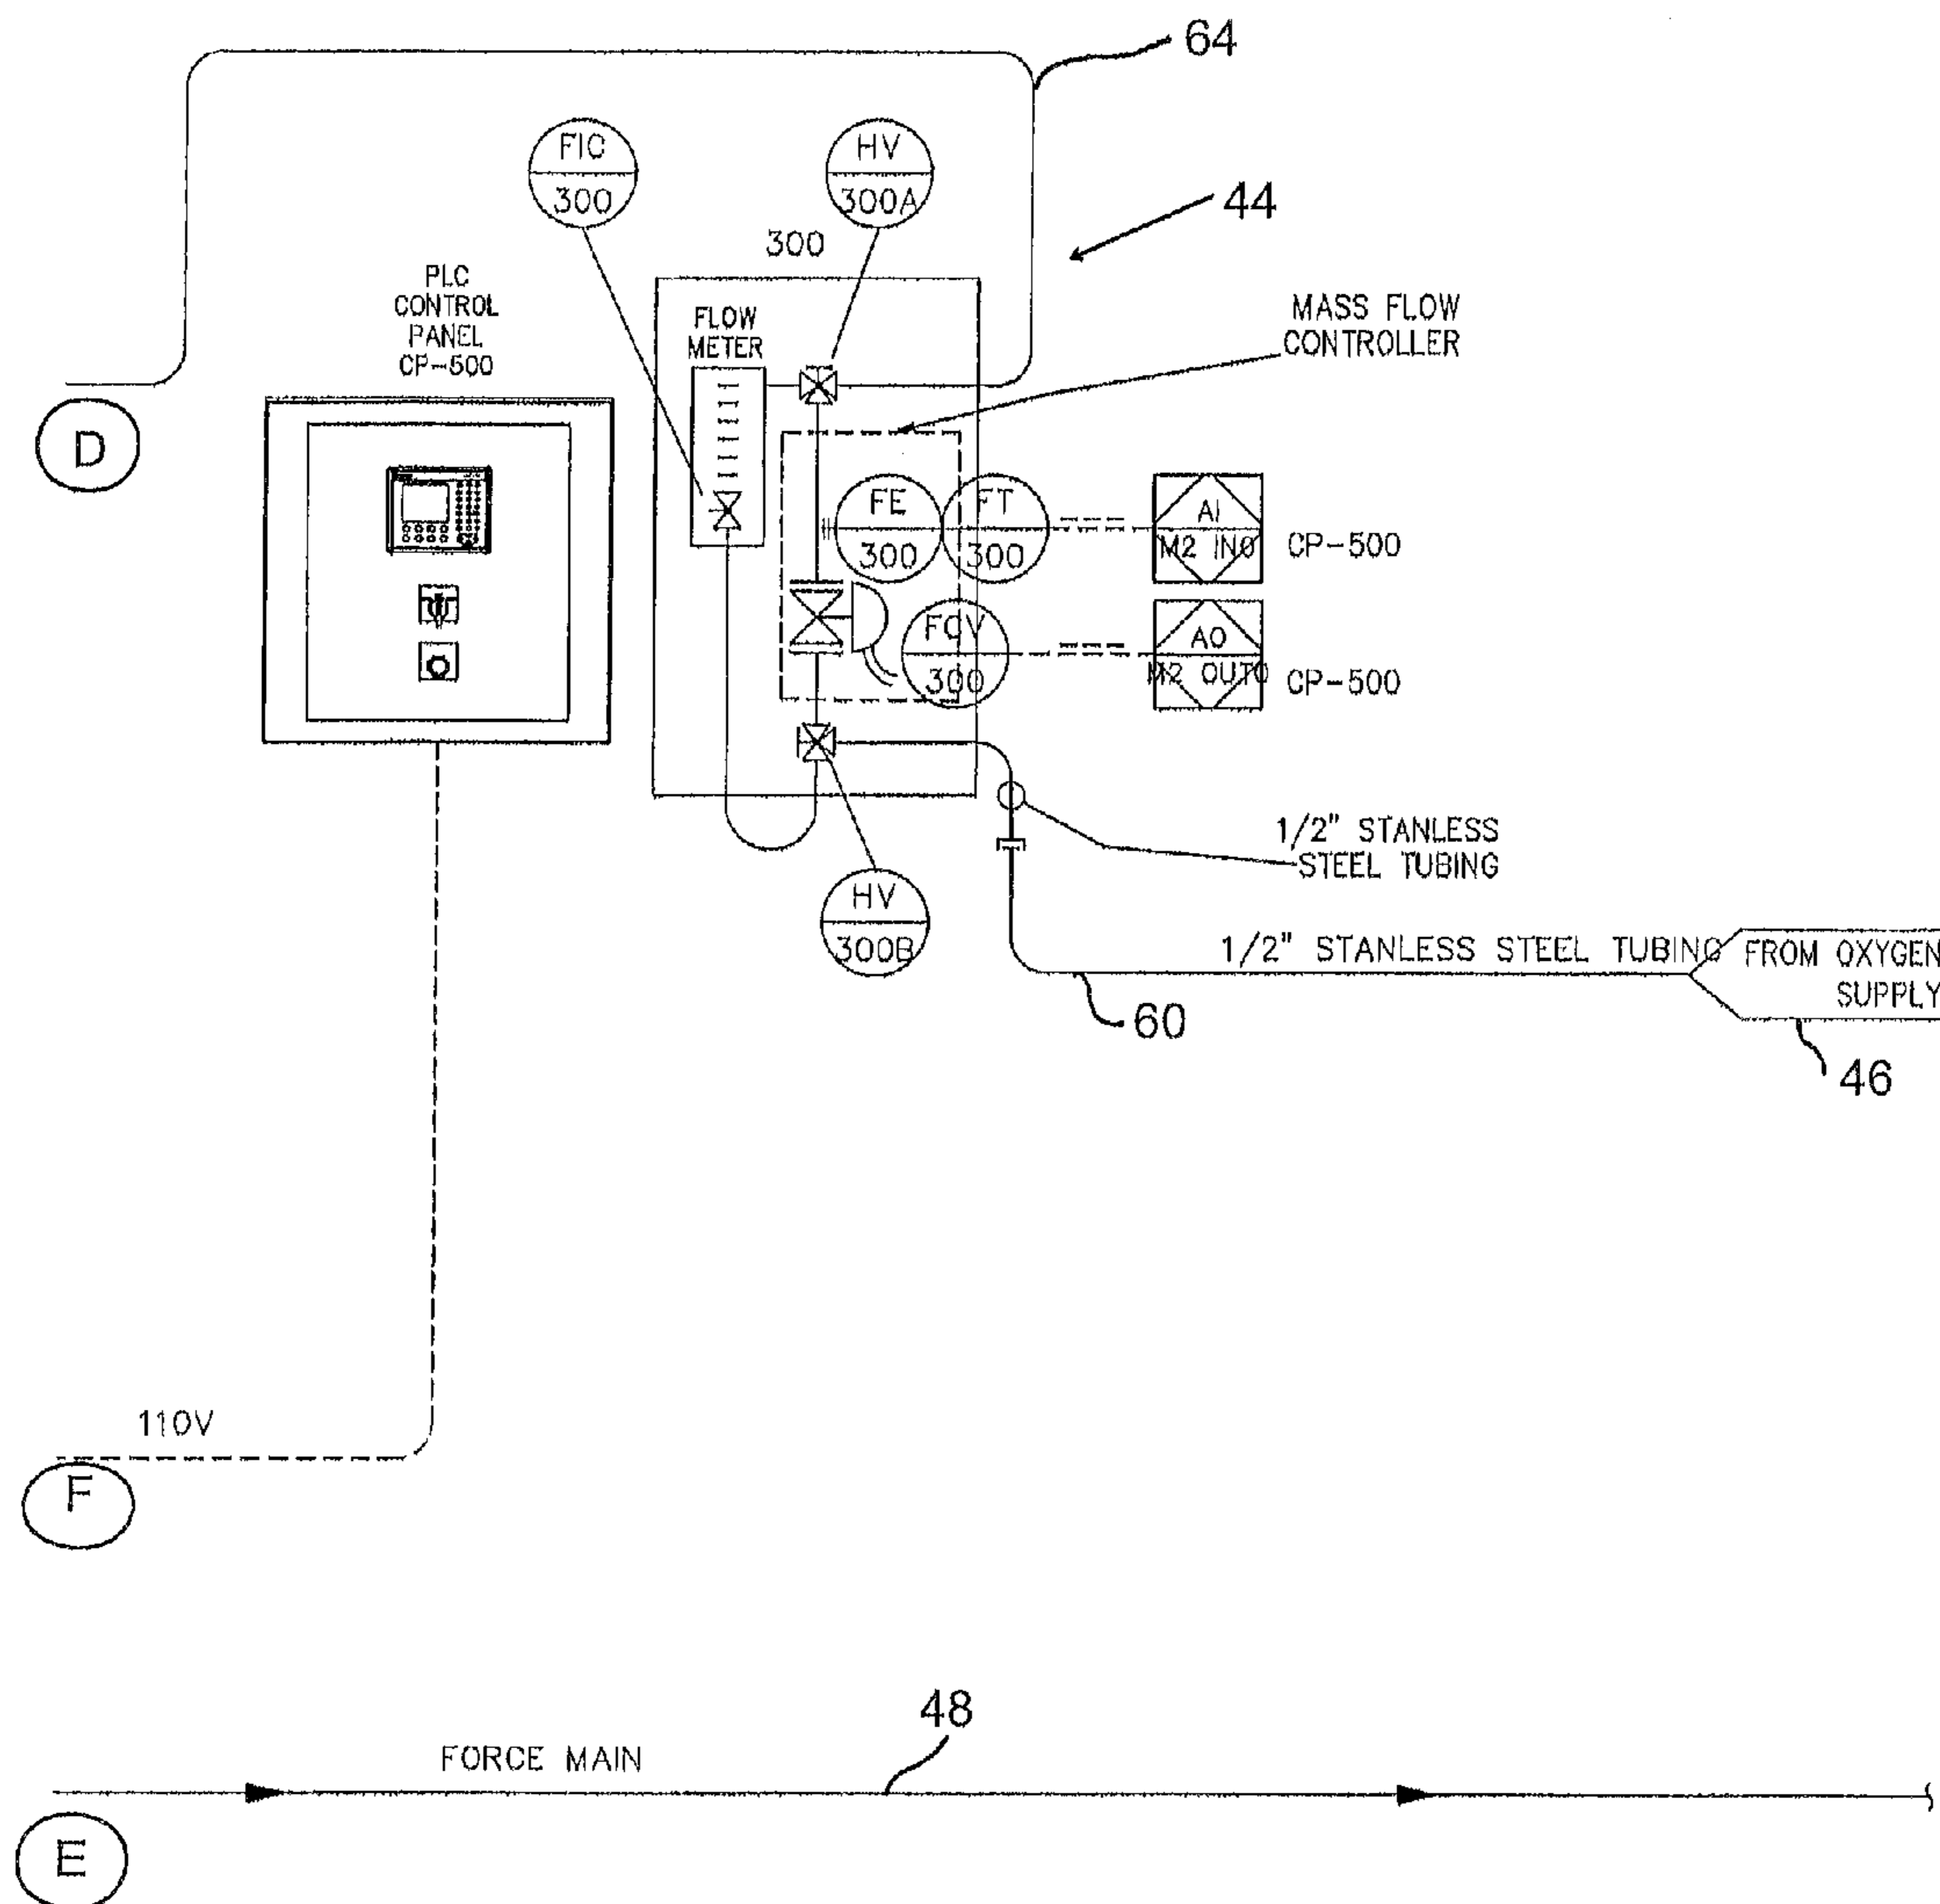 64
FIC
300
HV
300A
44
300
PLC
CONTROL
PANEL
CP-500
FLOW
METER
MASS FLOW
CONTROLLER
D
FE
300
FT
300
AI
M2 IN0
CP-500
FCV
300
AO
M2 OUT0
CP-500
1/2" STANLESS
STEEL TUBING
HV
300B
1/2" STANLESS STEEL TUBING
FROM OXYGEN
SUPPLY
60
46
110V
F
48
FORCE MAIN
E